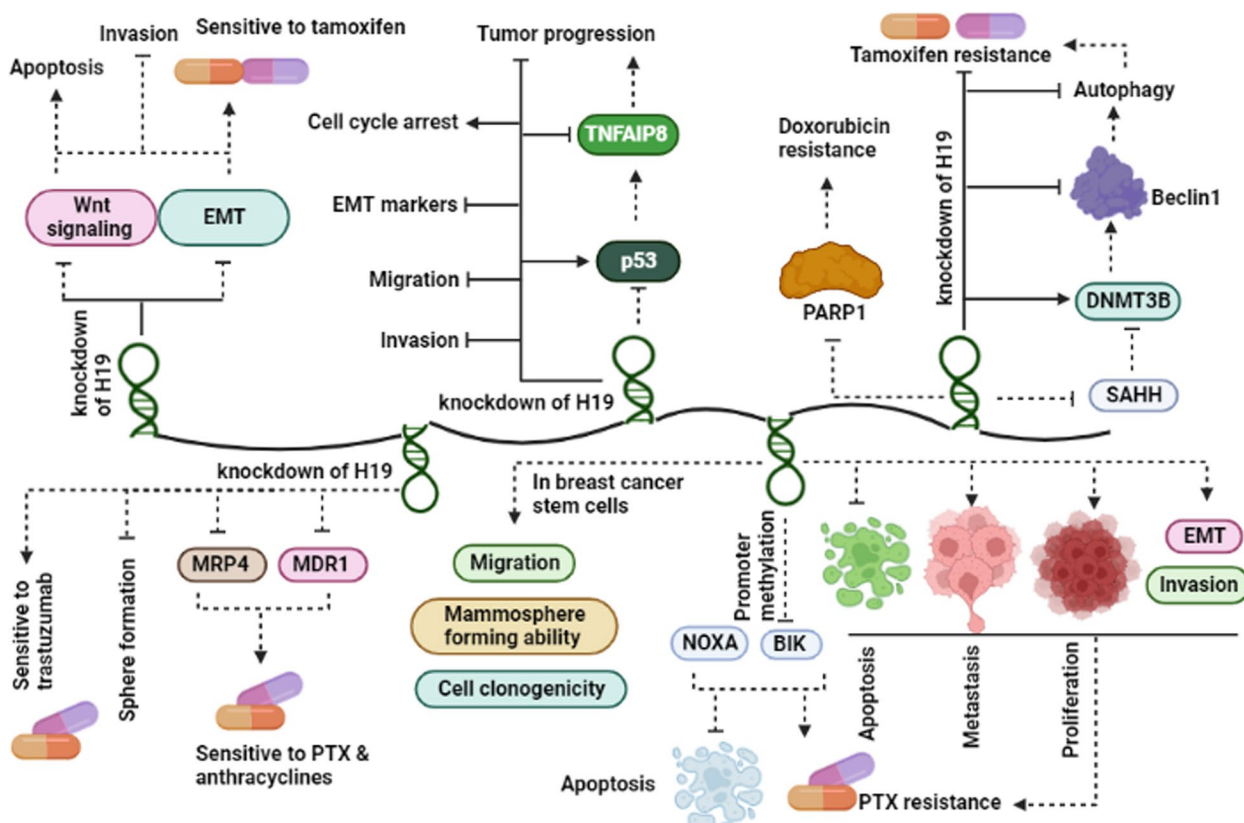 Invasion
Sensitive to tamoxifen
Apoptosis
Wnt
signaling
EMT
knockdown
of H19
Tumor progression
Cell cycle arrest
TNFAIP8
EMT markers
p53
Migration
Invasion
knockdown of H19
Doxorubicin
resistance
PARP1
Tamoxifen resistance
Autophagy
knockdown of H19
Beclin1
DNMT3B
SAHH
knockdown of H19
Sensitive to
trastuzumab
Sphere formation
MRP4
MDR1
Sensitive to PTX &
anthracyclines
In breast cancer
stem cells
Migration
Mammosphere
forming ability
Cell clonogenicity
Promoter
methylation
NOXA
BIK
Apoptosis
PTX resistance
Apoptosis
Metastasis
Proliferation
EMT
Invasion